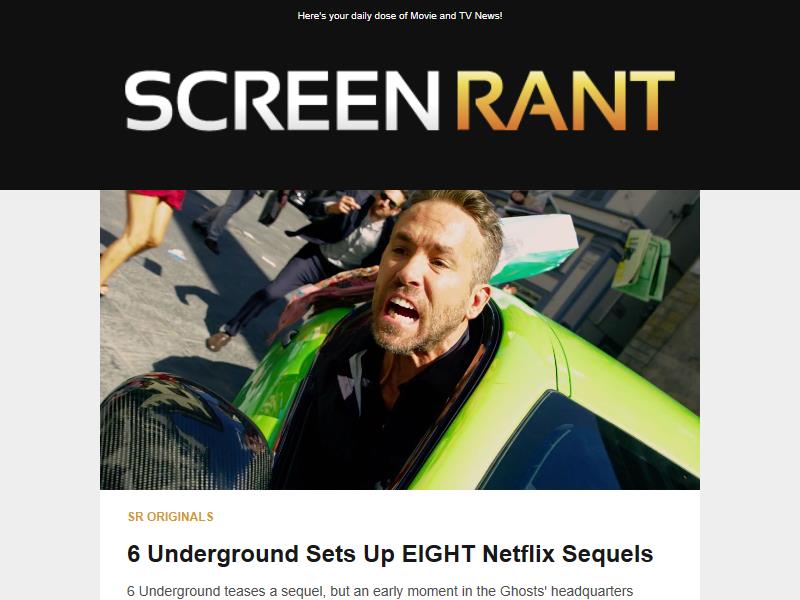 Here's your daily dose of Movie and TV News!
SCREEN RANT
SR ORIGINALS
6 Underground Sets Up EIGHT Netflix Sequels
6 Underground teases a sequel, but an early moment in the Ghosts' headquarters